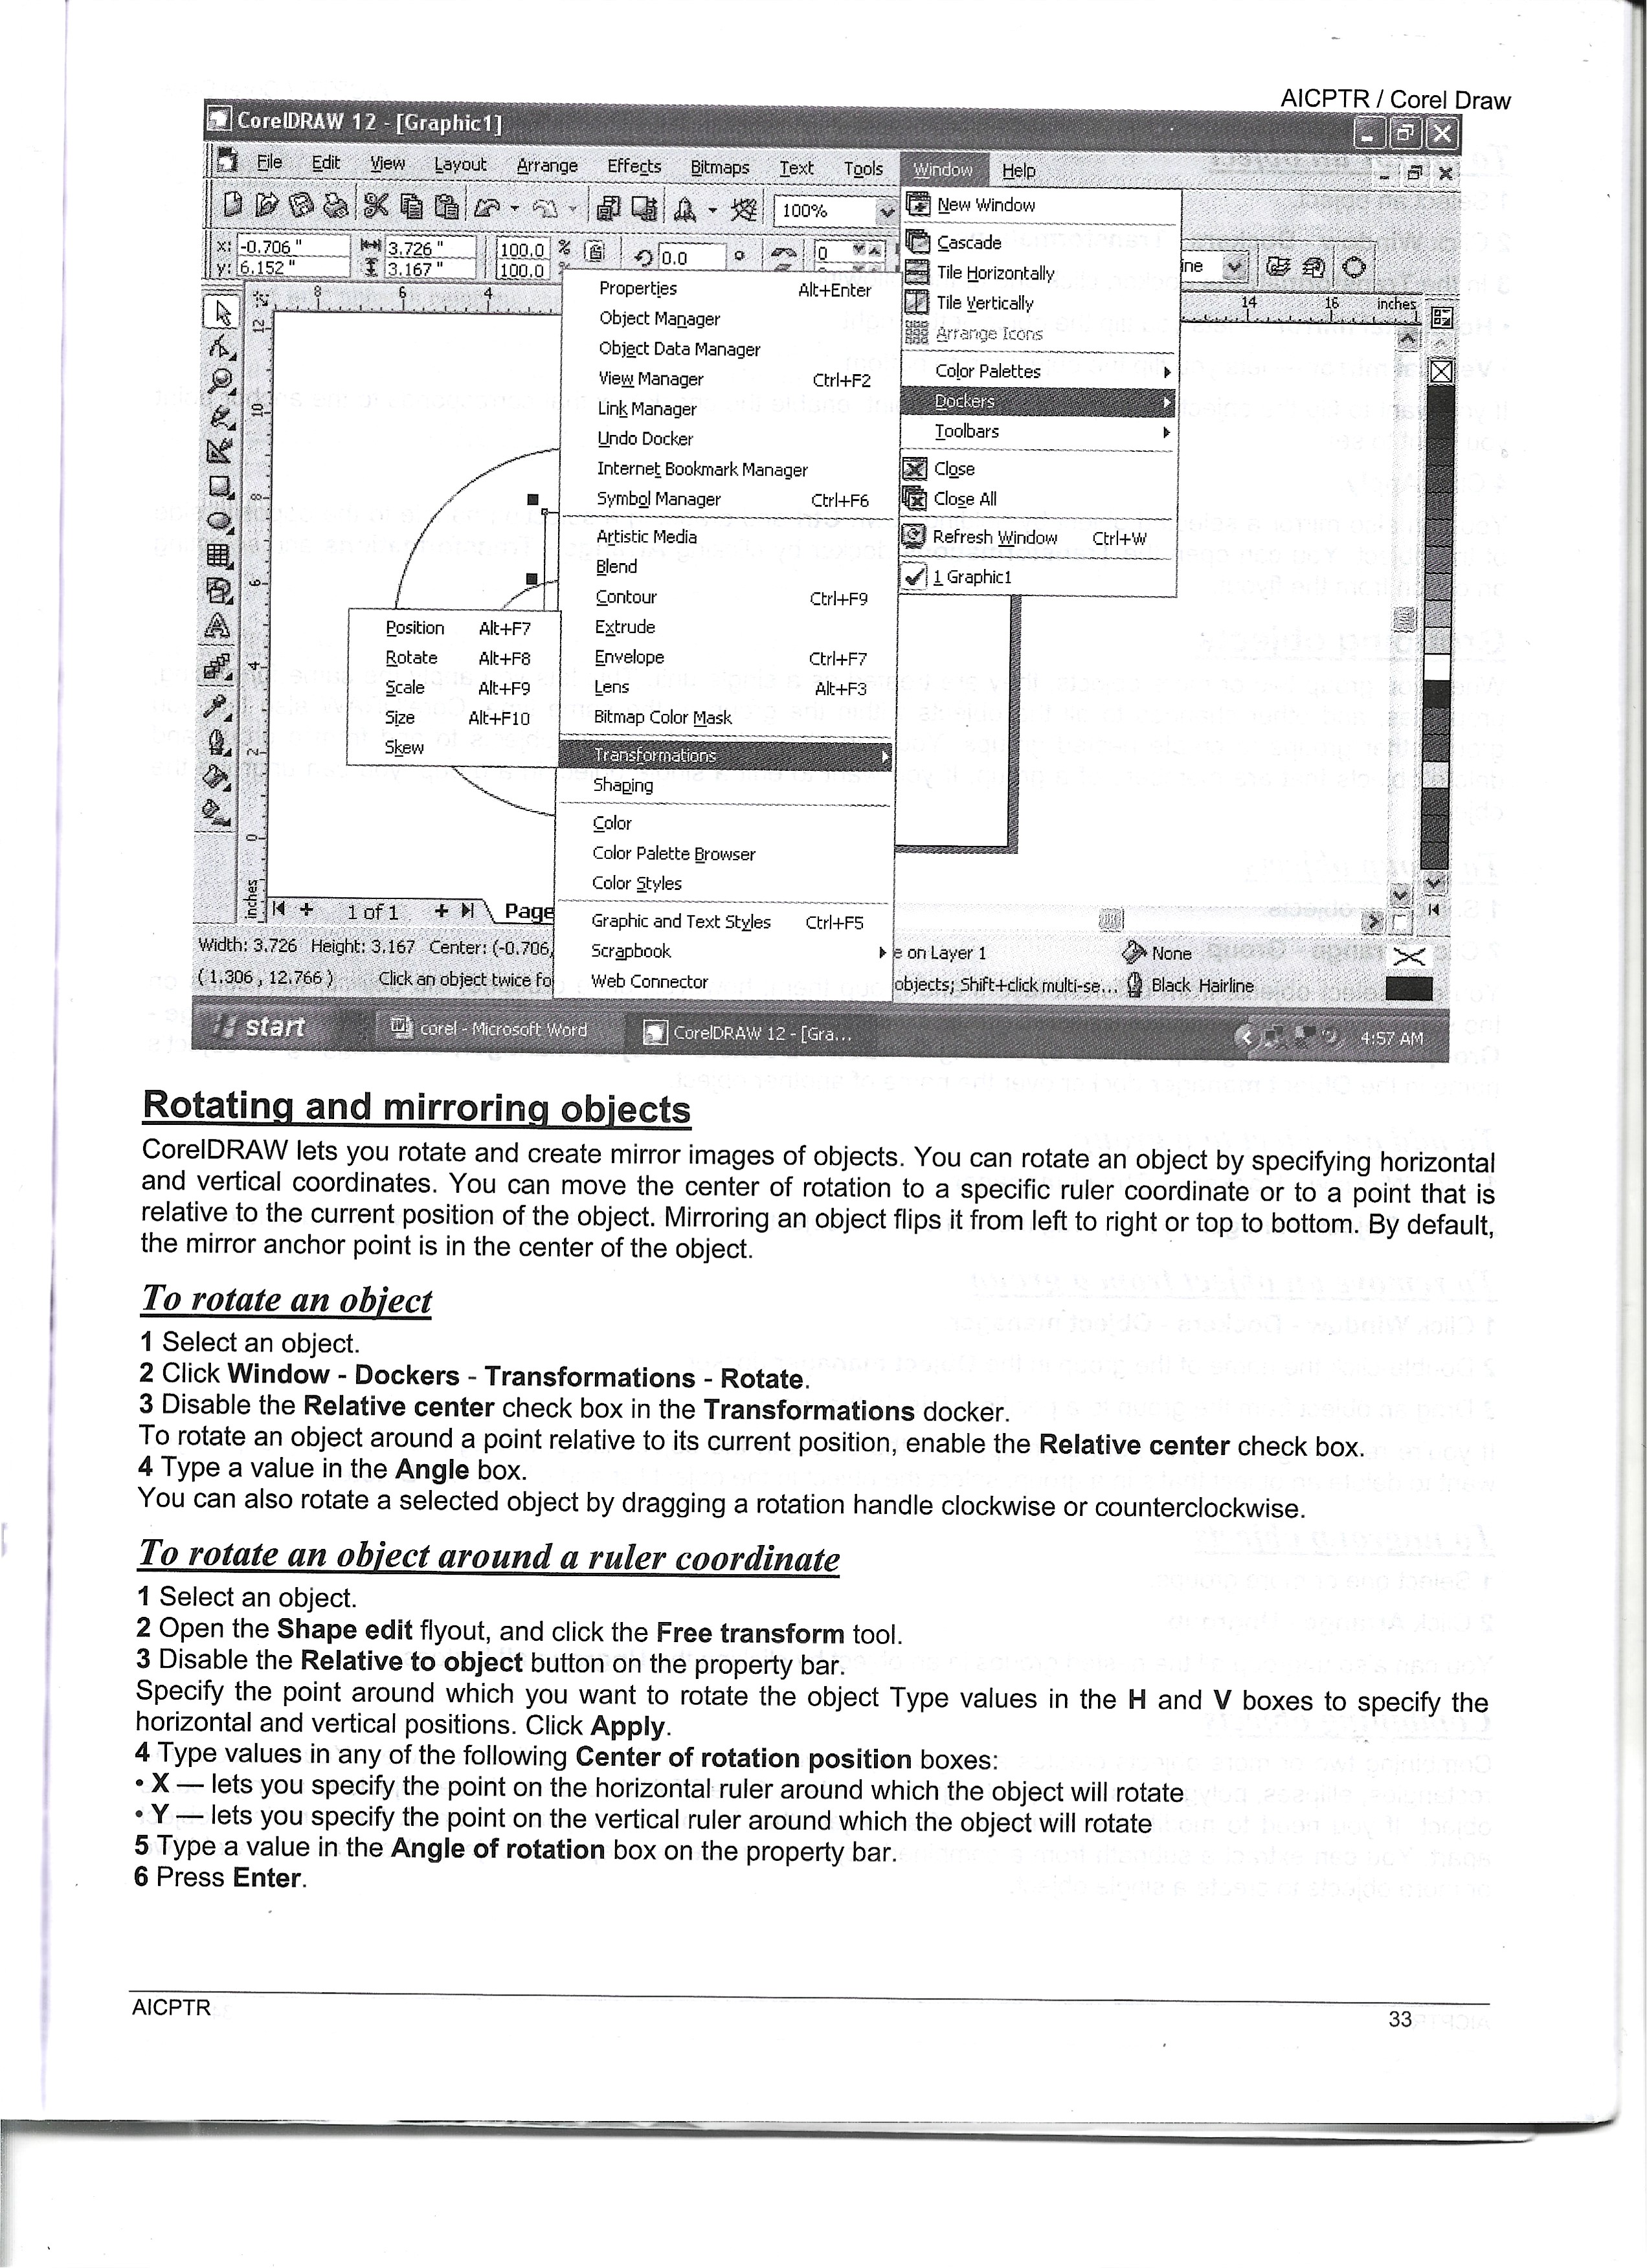 AICPTR / Corel Draw
CorelDRAW 12 - [Graphic1]
File Edit View Layout Arrange Effects Bitmaps Text Tools Window Help
100%
x: -0.706 " 3.726 " 100.0 % 0.0 ° 0
y: 6.152 " 3.167 " 100.0 %
New Window
Cascade
Tile Horizontally
Tile Vertically
Arrange Icons
Color Palettes
Dockers
Toolbars
Close
Close All
Refresh Window Ctrl+W
1 Graphic1
ne
8 6 4 14 16 inches
12
10
8
6
4
2
0
inches
Properties Alt+Enter
Object Manager
Object Data Manager
View Manager Ctrl+F2
Link Manager
Undo Docker
Internet Bookmark Manager
Symbol Manager Ctrl+F6
Artistic Media
Blend
Contour Ctrl+F9
Extrude
Envelope Ctrl+F7
Lens Alt+F3
Bitmap Color Mask
Transformations
Shaping
Color
Color Palette Browser
Color Styles
Graphic and Text Styles Ctrl+F5
Scrapbook
Web Connector
Position Alt+F7
Rotate Alt+F8
Scale Alt+F9
Size Alt+F10
Skew
1 of 1 Page
Width: 3.726 Height: 3.167 Center: (-0.706, e on Layer 1 None
( 1.306 , 12.766 ) Click an object twice fo objects; Shift+click multi-se... Black Hairline
start corel - Microsoft Word CorelDRAW 12 - [Gra... 4:57 AM
Rotating and mirroring objects
CorelDRAW lets you rotate and create mirror images of objects. You can rotate an object by specifying horizontal
and vertical coordinates. You can move the center of rotation to a specific ruler coordinate or to a point that is
relative to the current position of the object. Mirroring an object flips it from left to right or top to bottom. By default,
the mirror anchor point is in the center of the object.
To rotate an object
1 Select an object.
2 Click Window - Dockers - Transformations - Rotate.
3 Disable the Relative center check box in the Transformations docker.
To rotate an object around a point relative to its current position, enable the Relative center check box.
4 Type a value in the Angle box.
You can also rotate a selected object by dragging a rotation handle clockwise or counterclockwise.
To rotate an object around a ruler coordinate
1 Select an object.
2 Open the Shape edit flyout, and click the Free transform tool.
3 Disable the Relative to object button on the property bar.
Specify the point around which you want to rotate the object Type values in the H and V boxes to specify the
horizontal and vertical positions. Click Apply.
4 Type values in any of the following Center of rotation position boxes:
• X — lets you specify the point on the horizontal ruler around which the object will rotate
• Y — lets you specify the point on the vertical ruler around which the object will rotate
5 Type a value in the Angle of rotation box on the property bar.
6 Press Enter.
AICPTR 33